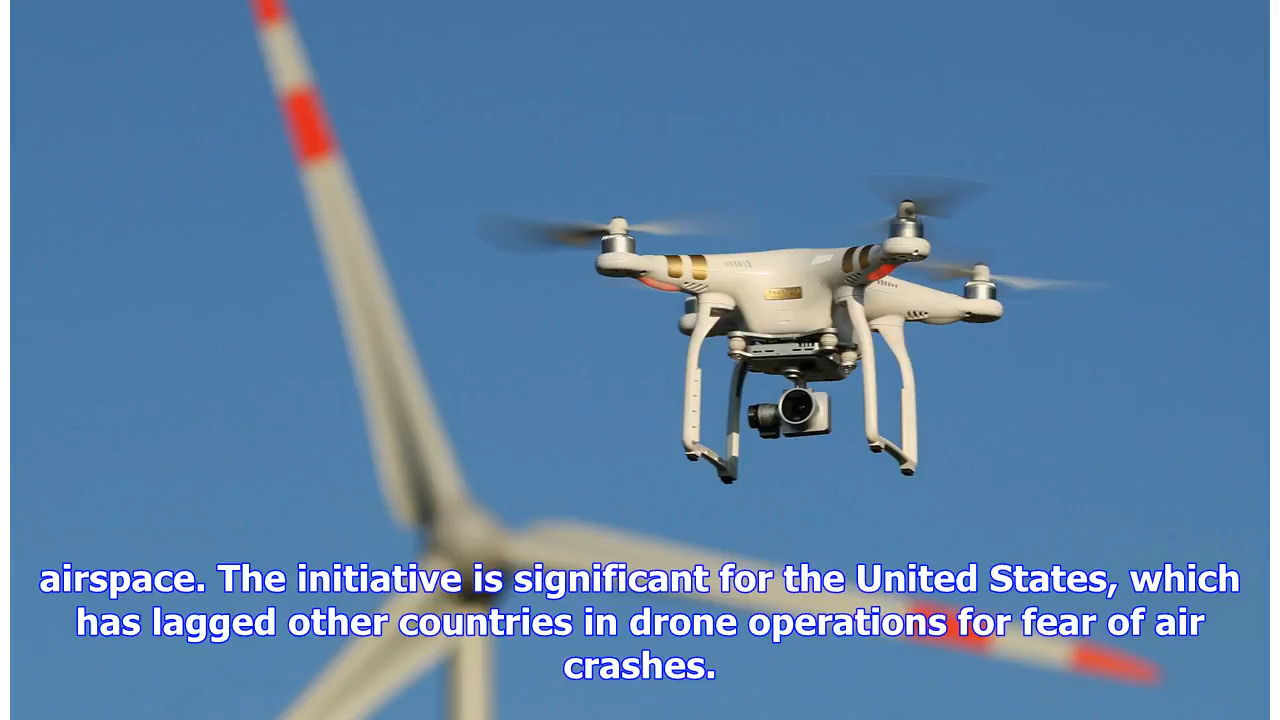 airspace. The initiative is significant for the United States, which
has lagged other countries in drone operations for fear of air
crashes.